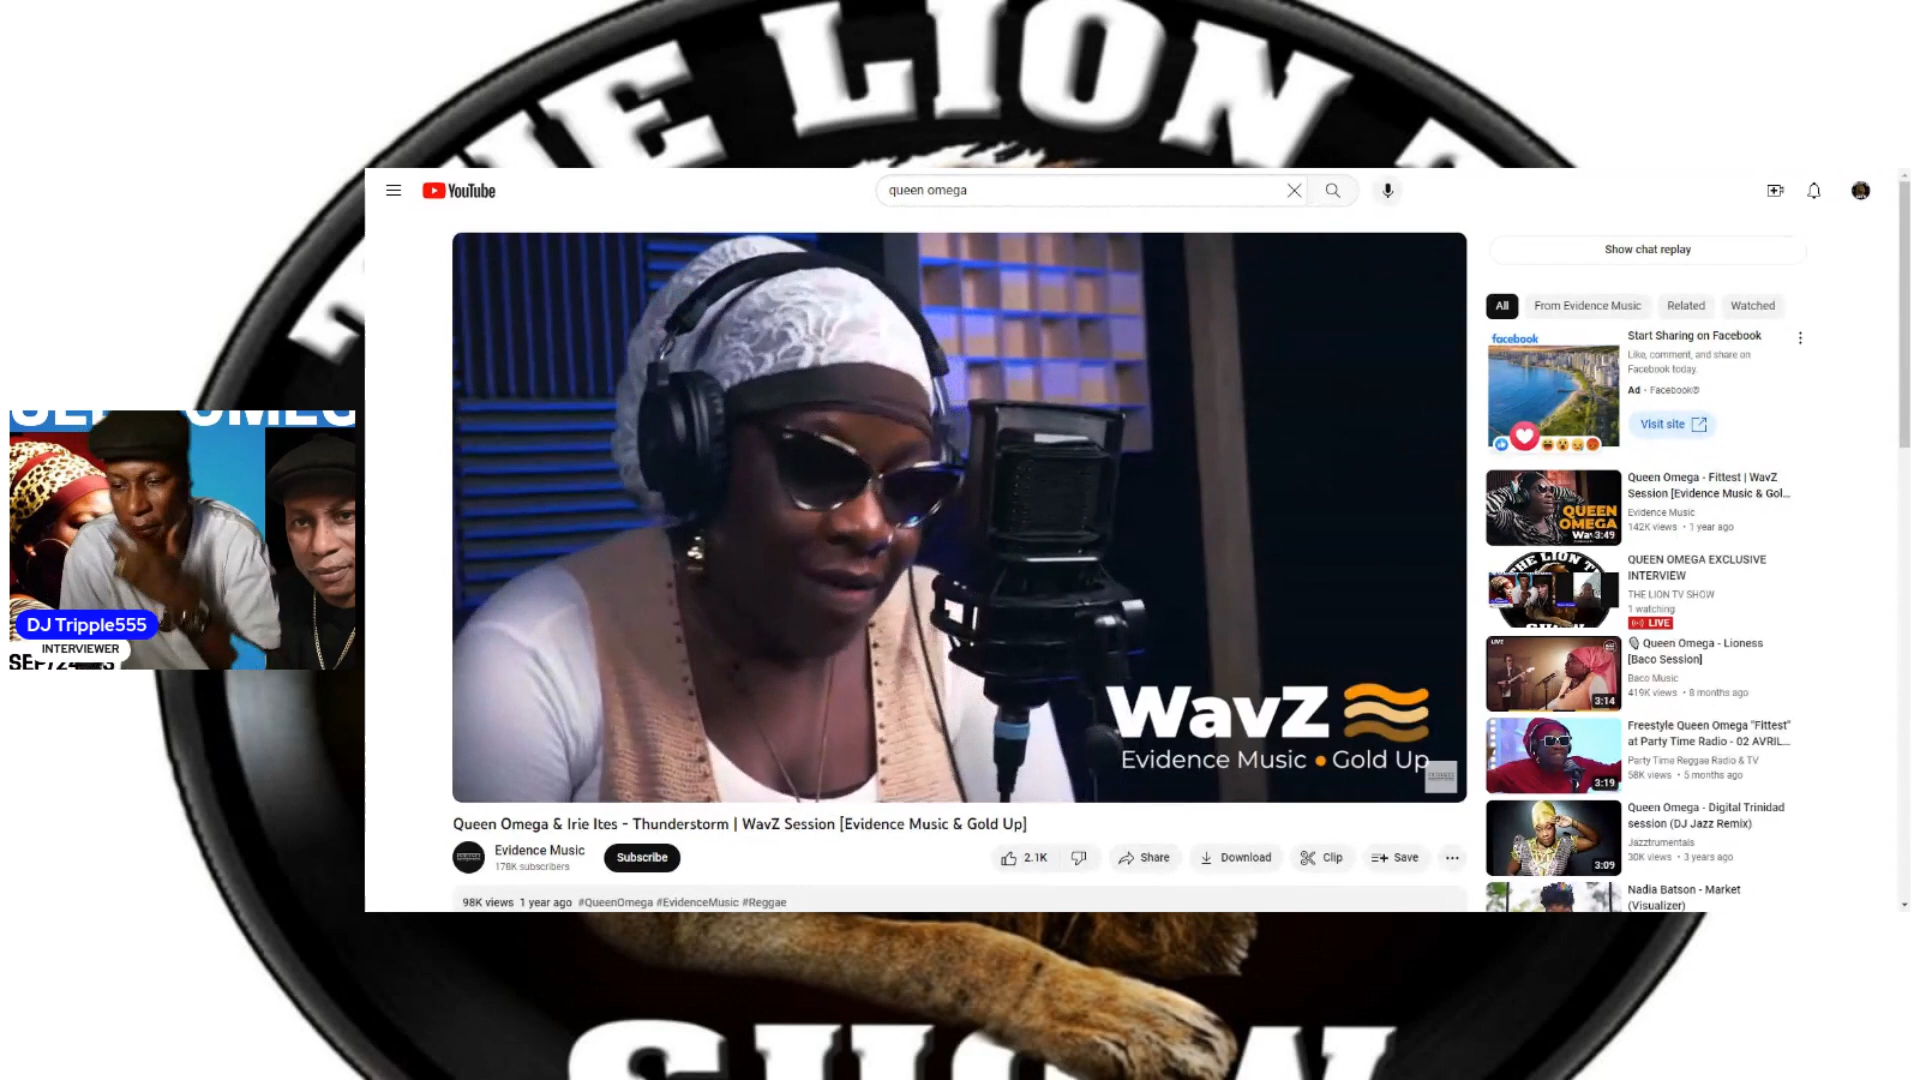 THE LION T
YouTube
queen omega
Show chat replay
All
From Evidence Music
Related
Watched
facebook
Start Sharing on Facebook
Like, comment, and share on
Facebook today.
Ad - Facebook®
Visit site
Queen Omega - Fittest | WavZ
Session [Evidence Music & Gol...
Evidence Music
142K views • 1 year ago
QUEEN
OMEGA
3:49
QUEEN OMEGA EXCLUSIVE
INTERVIEW
THE LION TV SHOW
1 watching
LIVE
THE LION T
Queen Omega - Lioness
[Baco Session]
Baco Music
419K views • 8 months ago
LIVE
3:14
Freestyle Queen Omega "Fittest"
at Party Time Radio - 02 AVRIL...
Party Time Reggae Radio & TV
58K views • 5 months ago
3:19
Queen Omega - Digital Trinidad
session (DJ Jazz Remix)
Jazztrumentals
30K views • 3 years ago
3:09
Nadia Batson - Market
(Visualizer)
WavZ
Evidence Music • Gold Up
Queen Omega & Irie Ites - Thunderstorm | WavZ Session [Evidence Music & Gold Up]
Evidence Music
178K subscribers
Subscribe
2.1K
Share
Download
Clip
Save
98K views 1 year ago #QueenOmega #EvidenceMusic #Reggae
DJ Tripple555
INTERVIEWER
SHOW